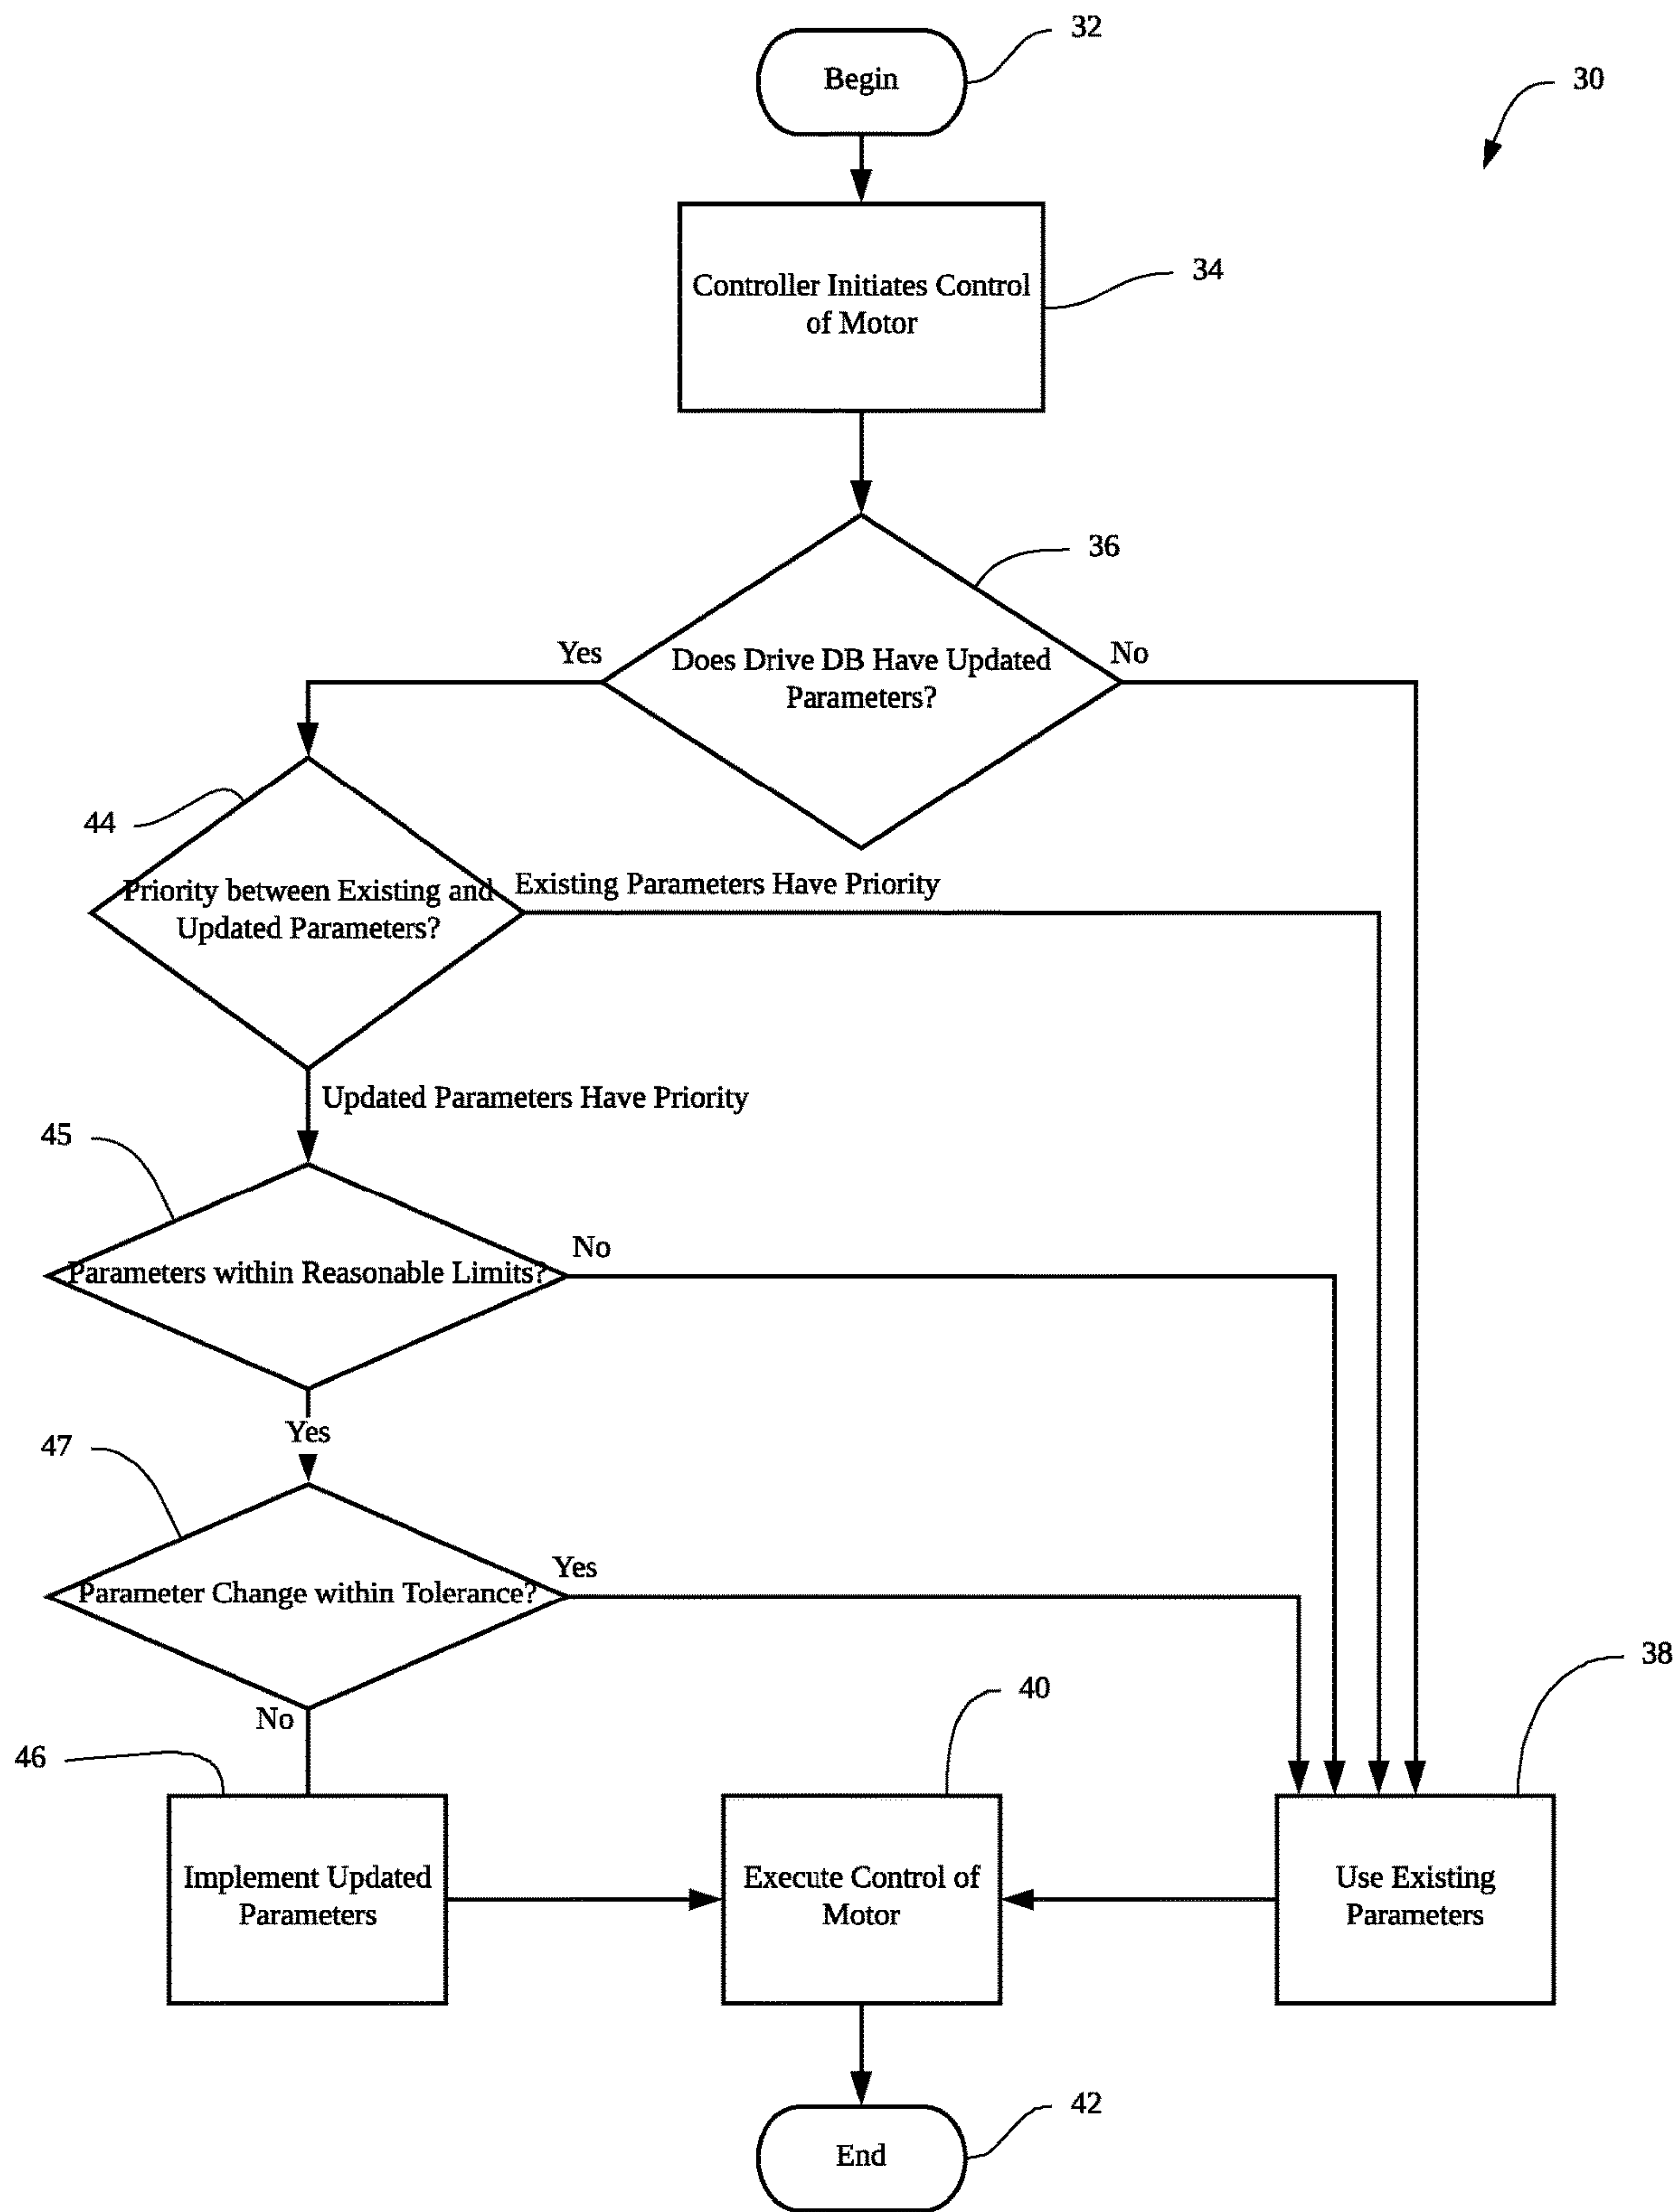 32
Begin
30
Controller Initiates Control
of Motor
34
36
Yes
Does Drive DB Have Updated
Parameters?
No
44
Priority between Existing and
Updated Parameters?
Existing Parameters Have Priority
Updated Parameters Have Priority
45
Parameters within Reasonable Limits?
No
Yes
47
Parameter Change within Tolerance?
Yes
No
46
40
38
Implement Updated
Parameters
Execute Control of
Motor
Use Existing
Parameters
42
End